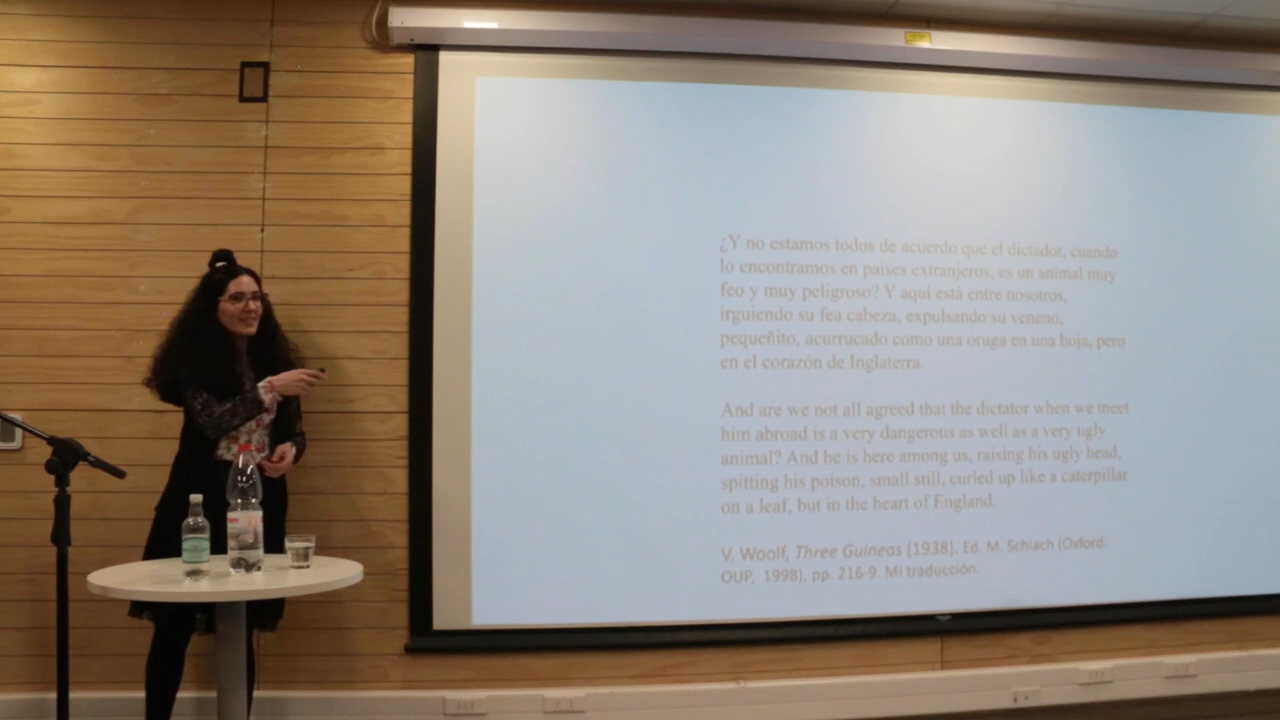 ¿Y no estamos todos de acuerdo que el dictador, cuando
lo encontramos en países extranjeros, es un animal muy
feo y muy peligroso? Y aquí está entre nosotros,
irguiendo su fea cabeza, expulsando su veneno,
pequeñito, acurrucado como una oruga en una hoja, pero
en el corazón de Inglaterra.
And are we not all agreed that the dictator when we meet
him abroad is a very dangerous as well as a very ugly
animal? And he is here among us, raising his ugly head,
spitting his poison, small still, curled up like a caterpillar
on a leaf, but in the heart of England.
V. Woolf, Three Guineas (1938). Ed. M. Schiach (Oxford:
OUP, 1998), pp. 216-9. Mi traducción.